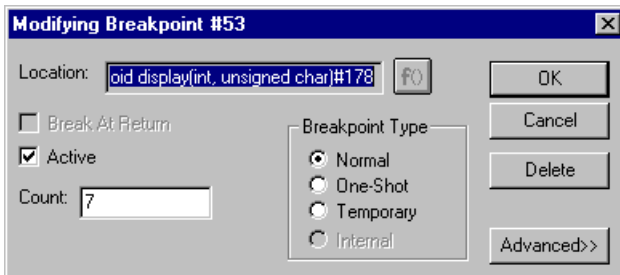 Modifying Breakpoint #53
Location: oid display(int, unsigned char)#178 f()
OK
Break At Return
Breakpoint Type
Cancel
Active
Normal
One-Shot
Delete
Count: 7
Temporary
Internal
Advanced>>